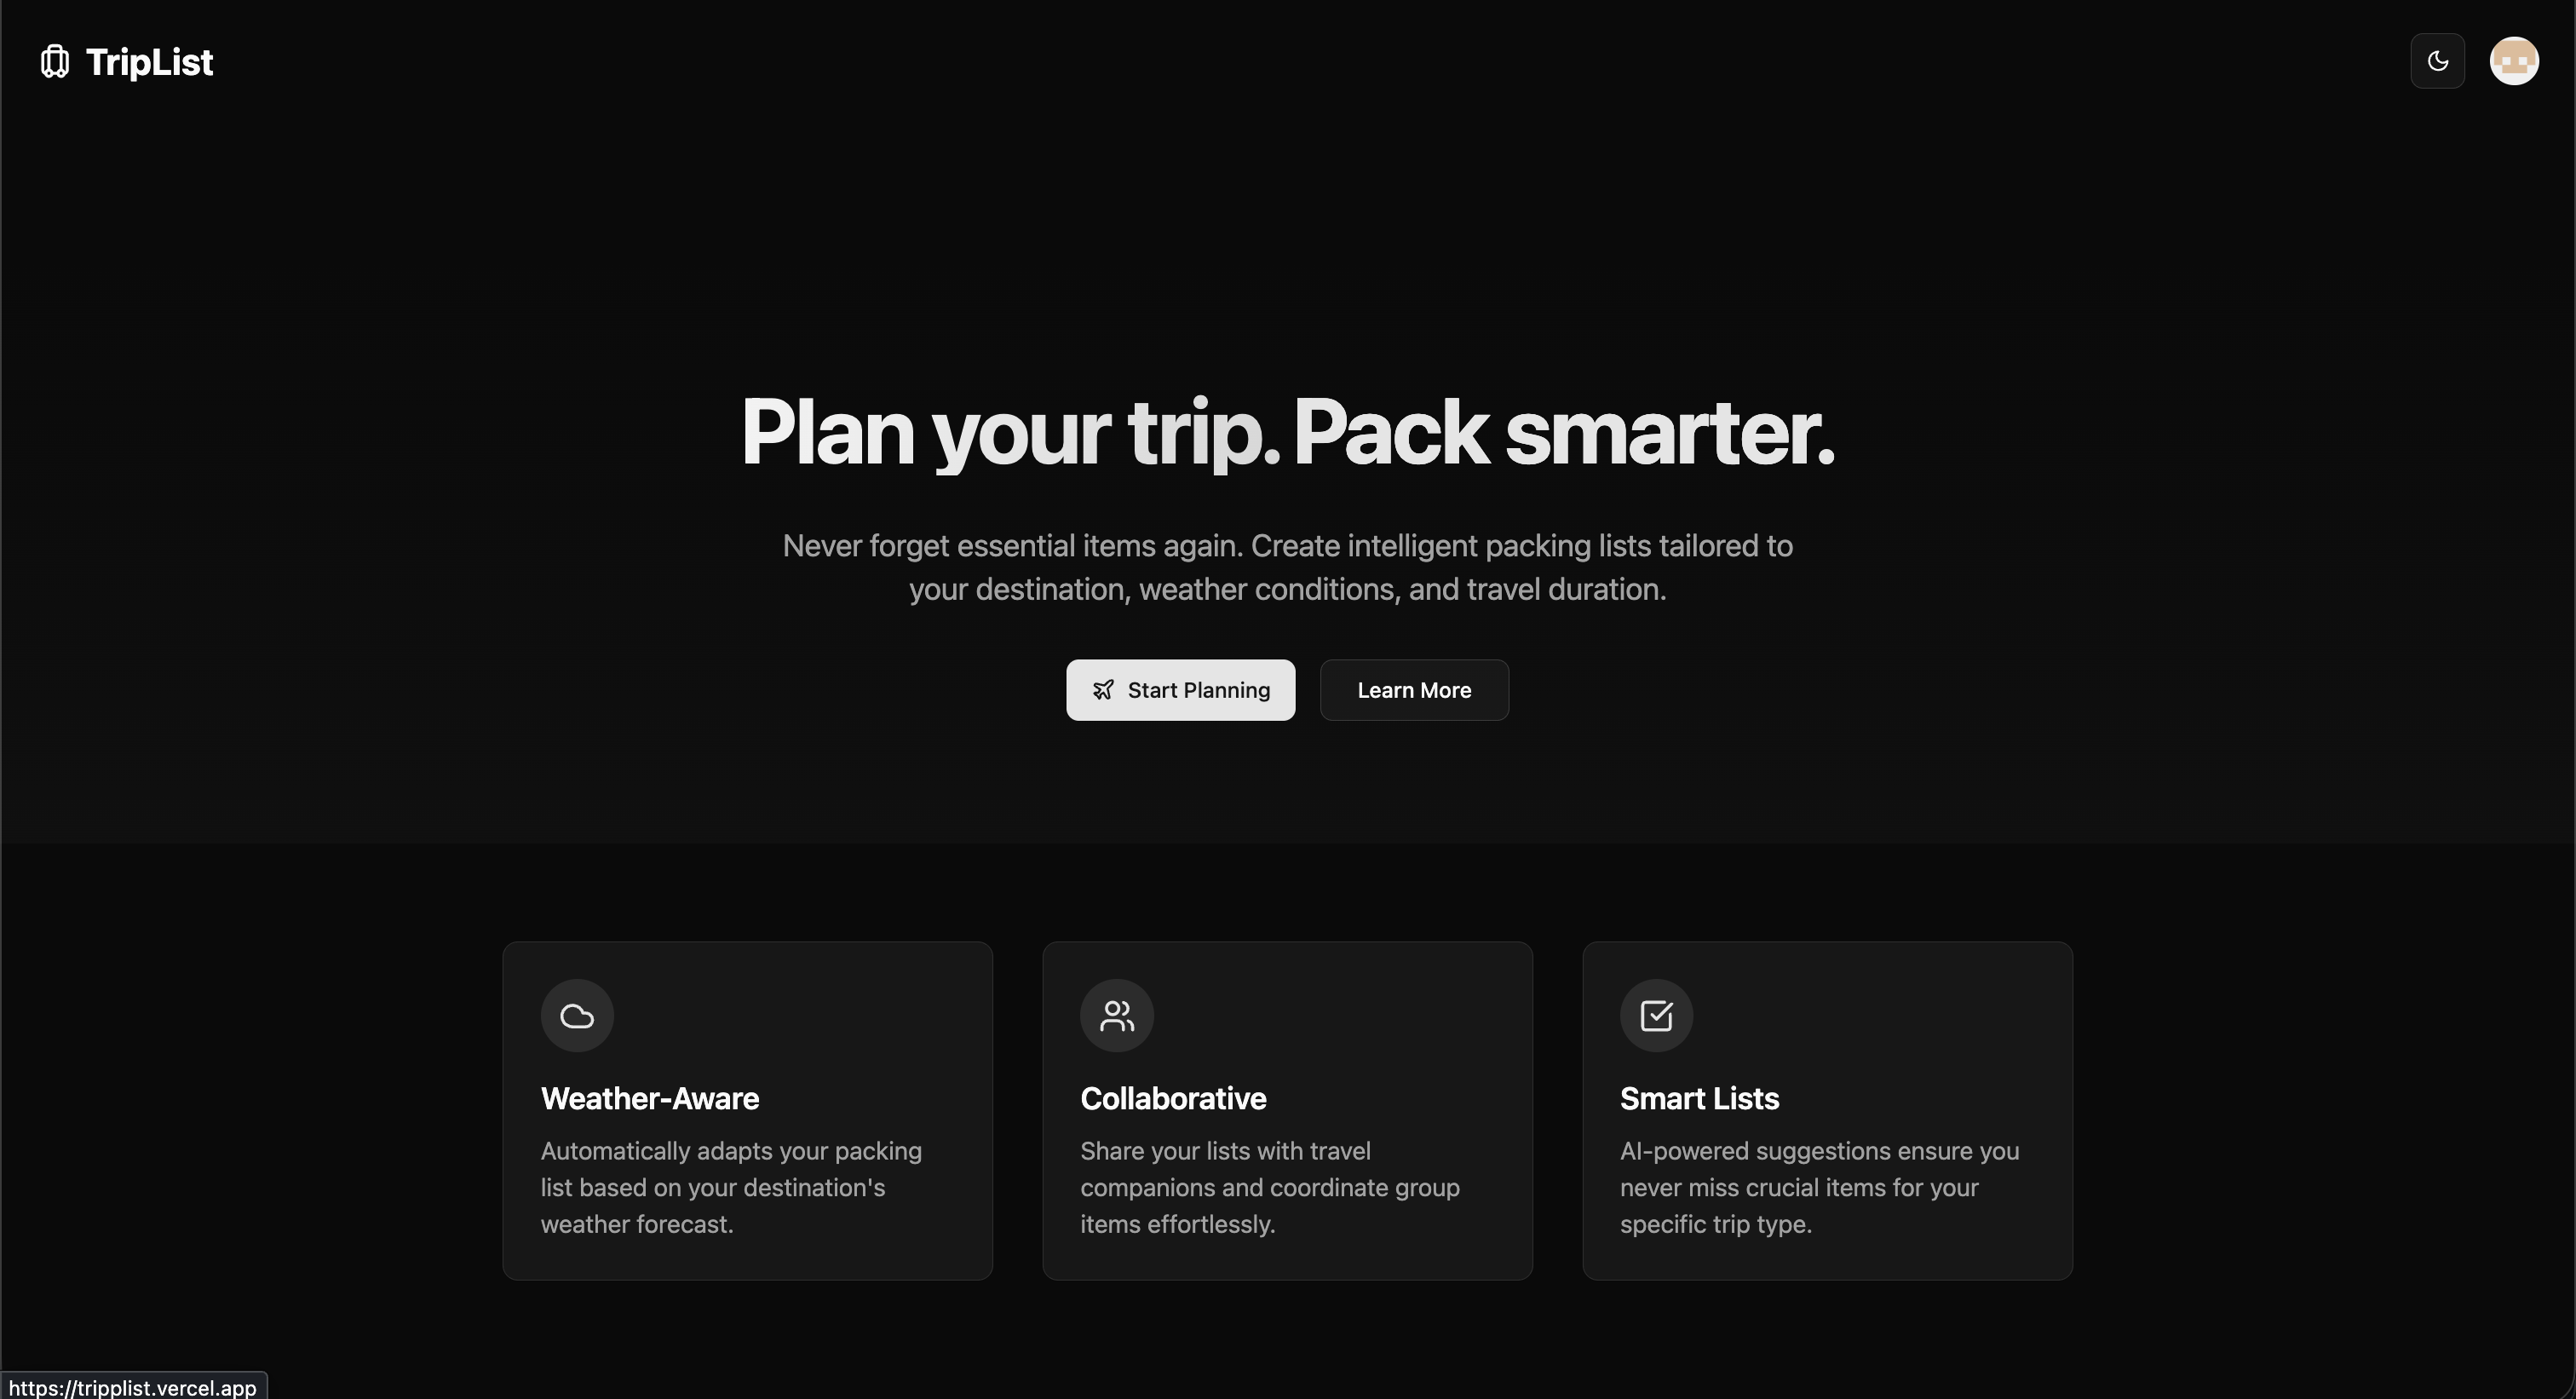 TripList
Plan your trip. Pack smarter.
Never forget essential items again. Create intelligent packing lists tailored to
your destination, weather conditions, and travel duration.
Start Planning
Learn More
Weather-Aware
Automatically adapts your packing
list based on your destination's
weather forecast.
Collaborative
Share your lists with travel
companions and coordinate group
items effortlessly.
Smart Lists
AI-powered suggestions ensure you
never miss crucial items for your
specific trip type.
https://tripplist.vercel.app